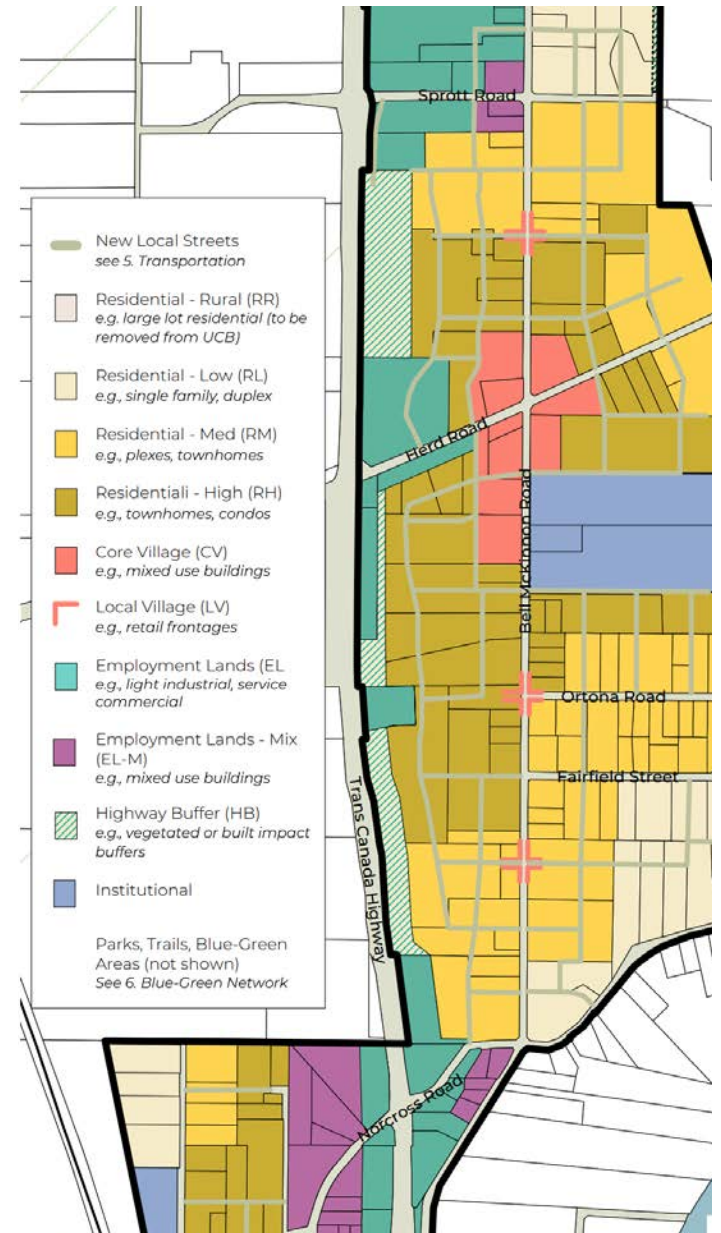 Sprott Road
New Local Streets
see 5. Transportation
Residential - Rural (RR)
e.g. large lot residential (to be
removed from UCB)
Residential - Low (RL)
e.g., single family, duplex
Residential - Med (RM)
e.g., plexes, townhomes
Residentiali - High (RH)
e.g., townhomes, condos
Core Village (CV)
e.g., mixed use buildings
Local Village (LV)
e.g., retail frontages
Employment Lands (EL
e.g., light industrial, service
commercial
Employment Lands - Mix
(EL-M)
e.g., mixed use buildings
Highway Buffer (HB)
e.g., vegetated or built impact
buffers
Institutional
Parks, Trails, Blue-Green
Areas (not shown)
See 6. Blue-Green Network
Herd Road
Bell McKinnon Road
Ortona Road
Fairfield Street
Trans Canada Highway
Norcross Road